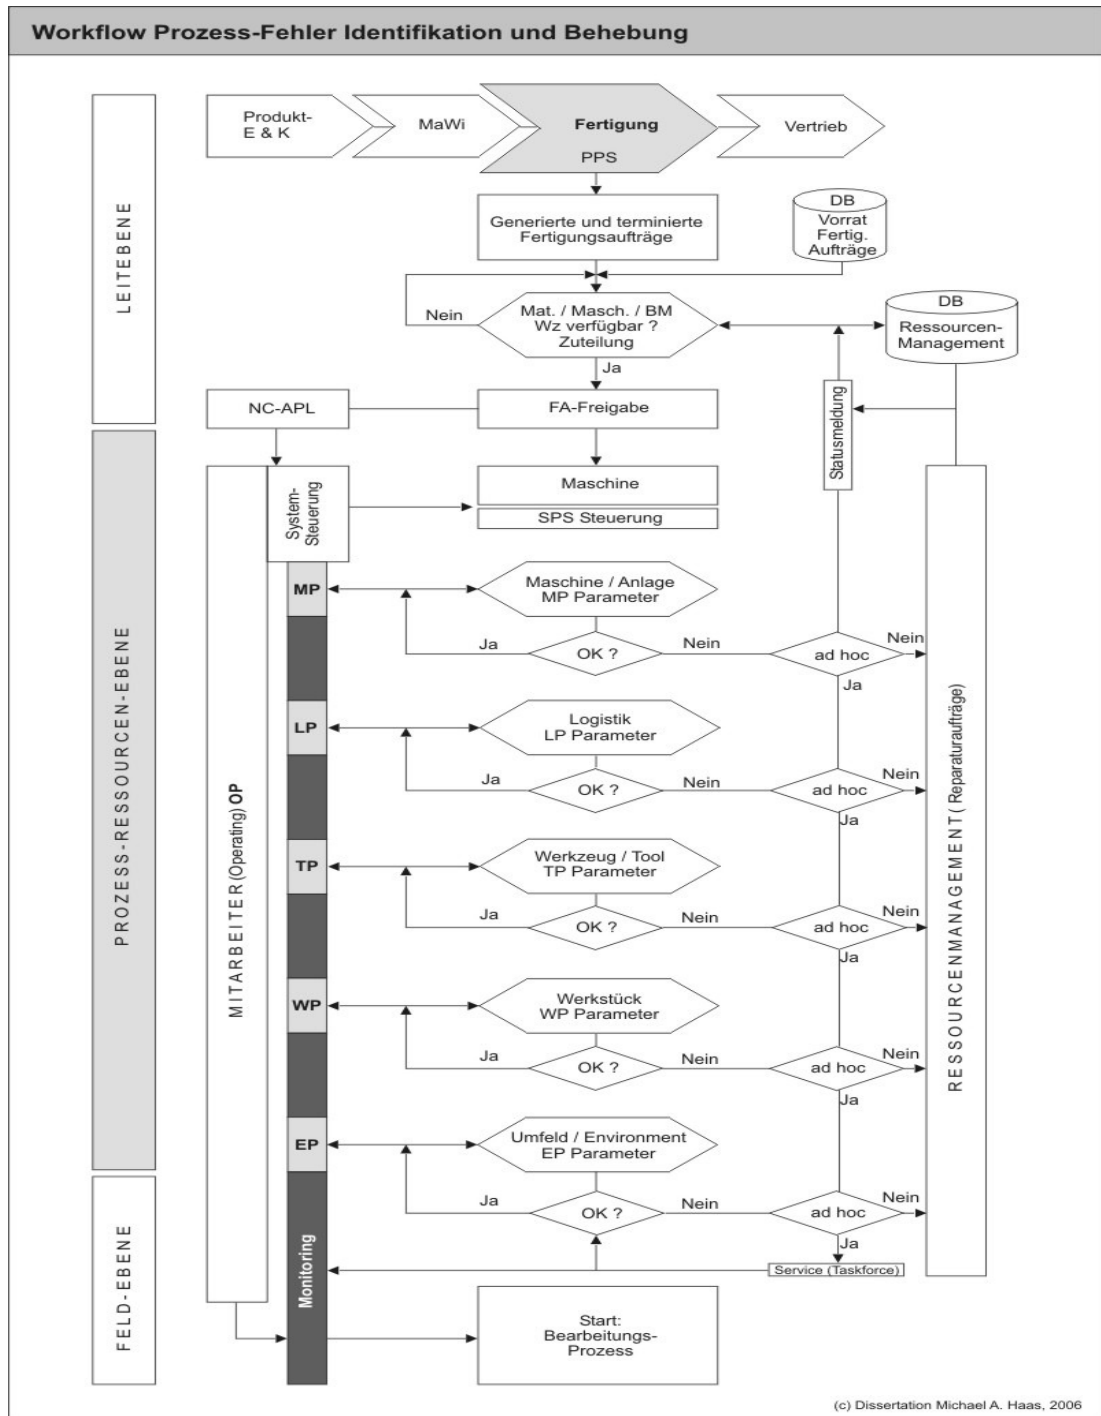 Workflow Prozess-Fehler Identifikation und Behebung
LEITEBENE
Produkt-
E & K
MaWi
Fertigung
PPS
Vertrieb
Generierte und terminierte
Fertigungsaufträge
DB
Vorrat
Fertig.
Aufträge
Nein
Mat. / Masch. / BM
Wz verfügbar ?
Zuteilung
DB
Ressourcen-
Management
Ja
NC-APL
FA-Freigabe
Statusmeldung
PROZESS-RESSOURCEN-EBENE
MITARBEITER (Operating) OP
System-
Steuerung
Maschine
SPS Steuerung
RESSOURCENMANAGEMENT ( Reparaturaufträge)
MP
Maschine / Anlage
MP Parameter
Ja
OK ?
Nein
ad hoc
Nein
Ja
LP
Logistik
LP Parameter
Ja
OK ?
Nein
ad hoc
Nein
Ja
TP
Werkzeug / Tool
TP Parameter
Ja
OK ?
Nein
ad hoc
Nein
Ja
WP
Werkstück
WP Parameter
Ja
OK ?
Nein
ad hoc
Nein
Ja
EP
Umfeld / Environment
EP Parameter
Ja
OK ?
Nein
ad hoc
Nein
Ja
FELD-EBENE
Monitoring
Service (Taskforce)
Start:
Bearbeitungs-
Prozess
(c) Dissertation Michael A. Haas, 2006